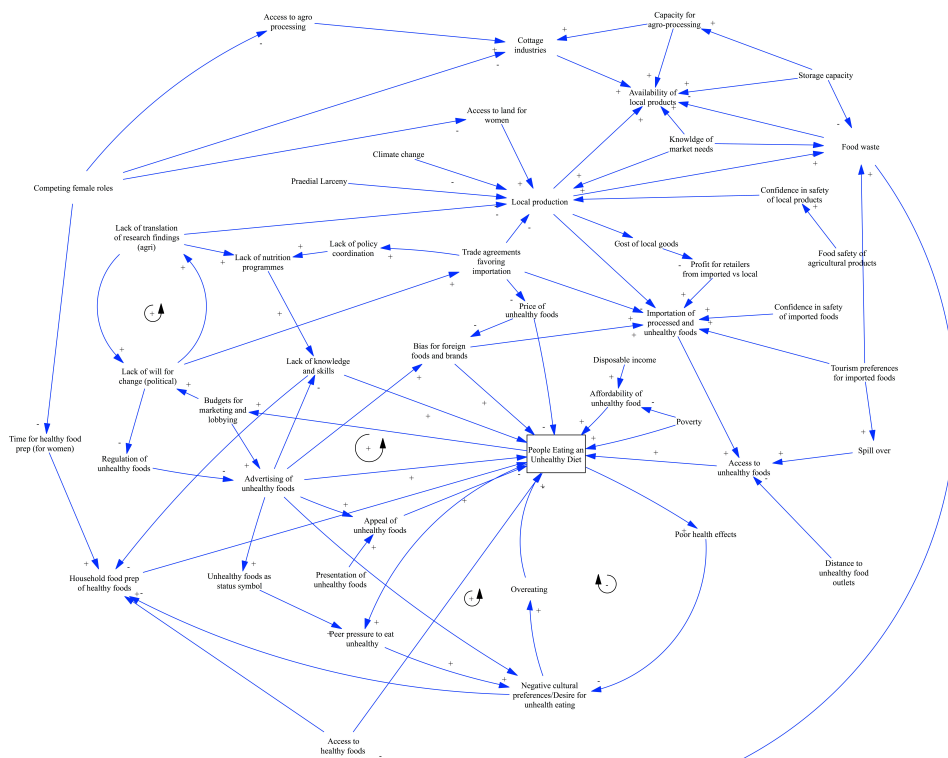 Access to agro
processing
Capacity for
agro-processing
Cottage
industries
Storage capacity
Availability of
local products
Access to land for
women
Knowldge of
market needs
Food waste
Climate change
Praedial Larceny
Competing female roles
Local production
Confidence in safety
of local products
Lack of translation
of research findings
(agri)
Lack of nutrition
programmes
Lack of policy
coordination
Trade agreements
favoring
importation
Cost of local goods
Profit for retailers
from imported vs local
Food safety of
agricultural products
Price of
unhealthy foods
Importation of
processed and
unhealthy foods
Confidence in safety
of imported foods
Bias for foreign
foods and brands
Lack of will for
change (political)
Lack of knowledge
and skills
Disposable income
Tourism preferences
for imported foods
Budgets for
marketing and
lobbying
Affordability of
unhealthy food
Poverty
Time for healthy food
prep (for women)
Regulation of
unhealthy foods
People Eating an
Unhealthy Diet
Spill over
Access to
unhealthy foods
Advertising of
unhealthy foods
Appeal of
unhealthy foods
Poor health effects
Household food prep
of healthy foods
Unhealthy foods as
status symbol
Presentation of
unhealthy foods
Overeating
Distance to
unhealthy food
outlets
Peer pressure to eat
unhealthy
Negative cultural
preferences/Desire for
unhealth eating
Access to
healthy foods